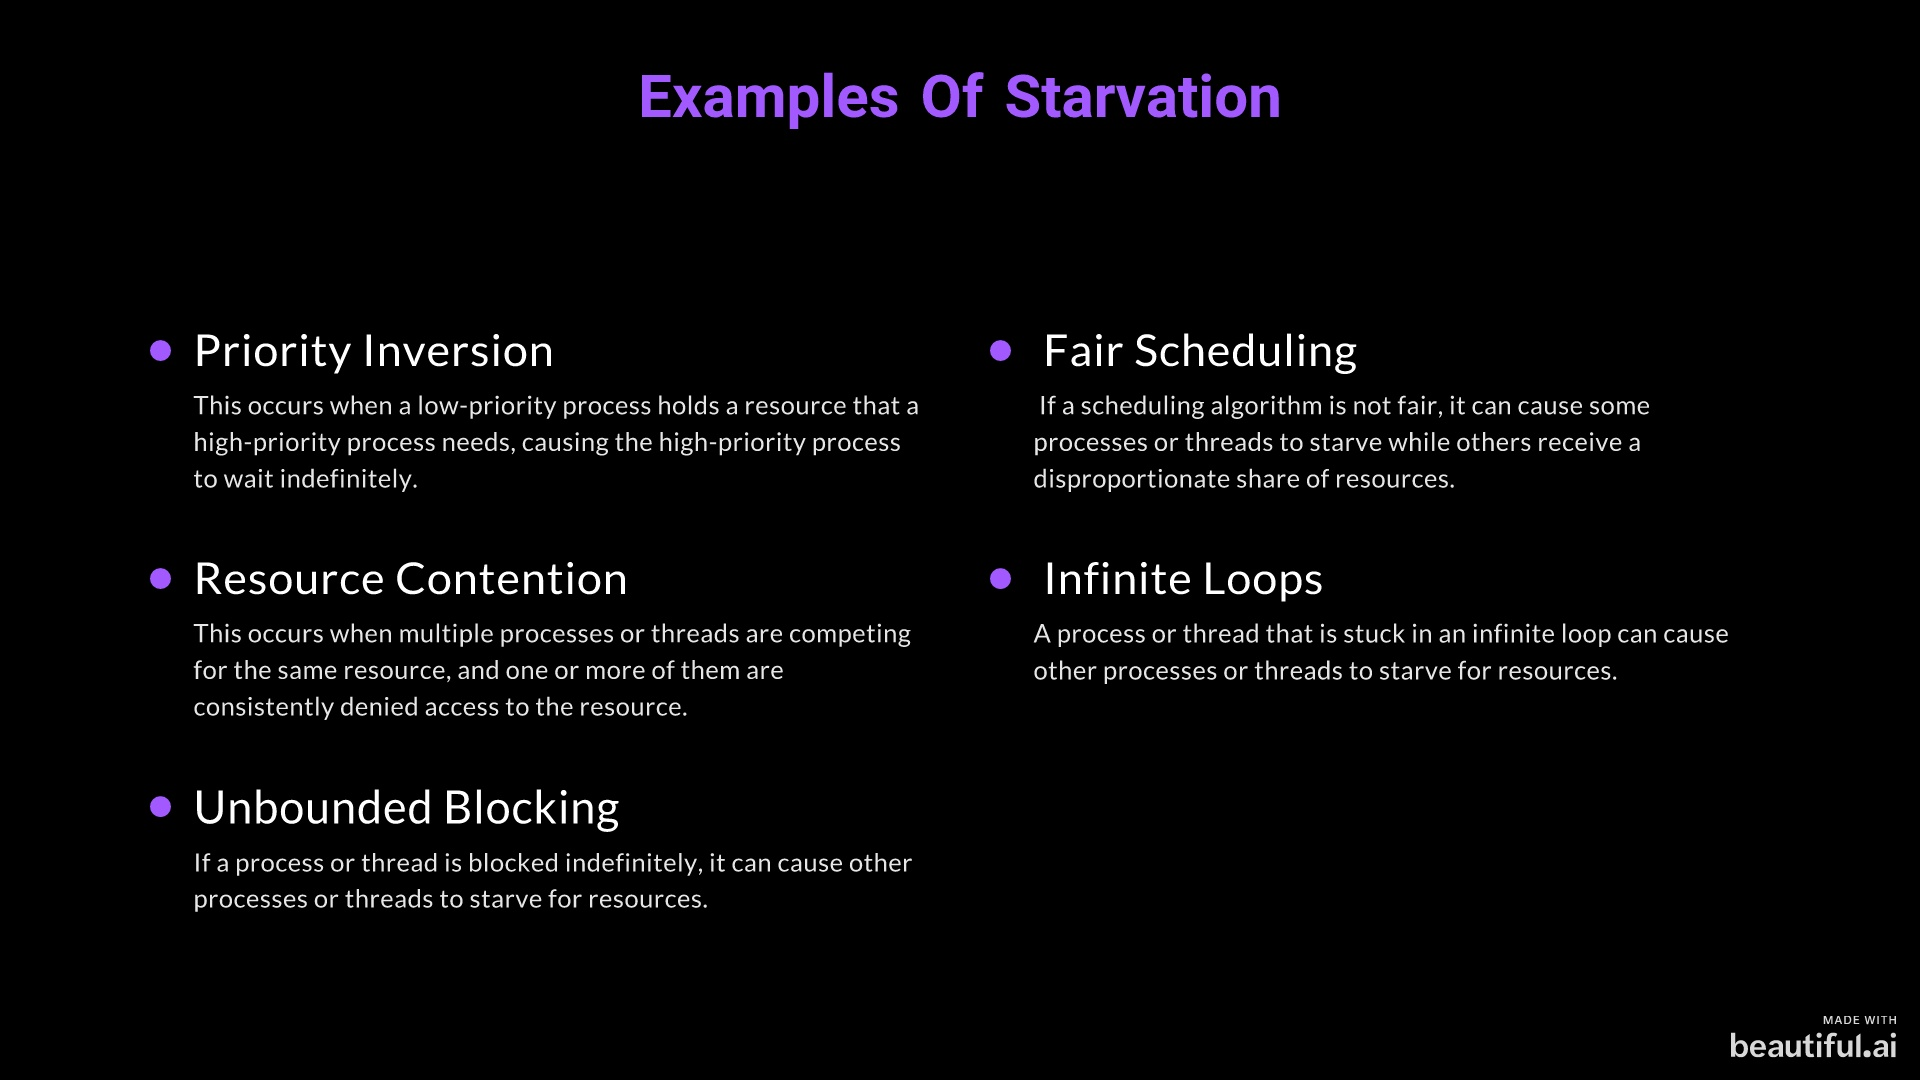 Examples Of Starvation
Priority Inversion
This occurs when a low-priority process holds a resource that a
high-priority process needs, causing the high-priority process
to wait indefinitely.
Resource Contention
This occurs when multiple processes or threads are competing
for the same resource, and one or more of them are
consistently denied access to the resource.
Unbounded Blocking
If a process or thread is blocked indefinitely, it can cause other
processes or threads to starve for resources.
Fair Scheduling
If a scheduling algorithm is not fair, it can cause some
processes or threads to starve while others receive a
disproportionate share of resources.
Infinite Loops
A process or thread that is stuck in an infinite loop can cause
other processes or threads to starve for resources.
MADE WITH
beautiful.ai